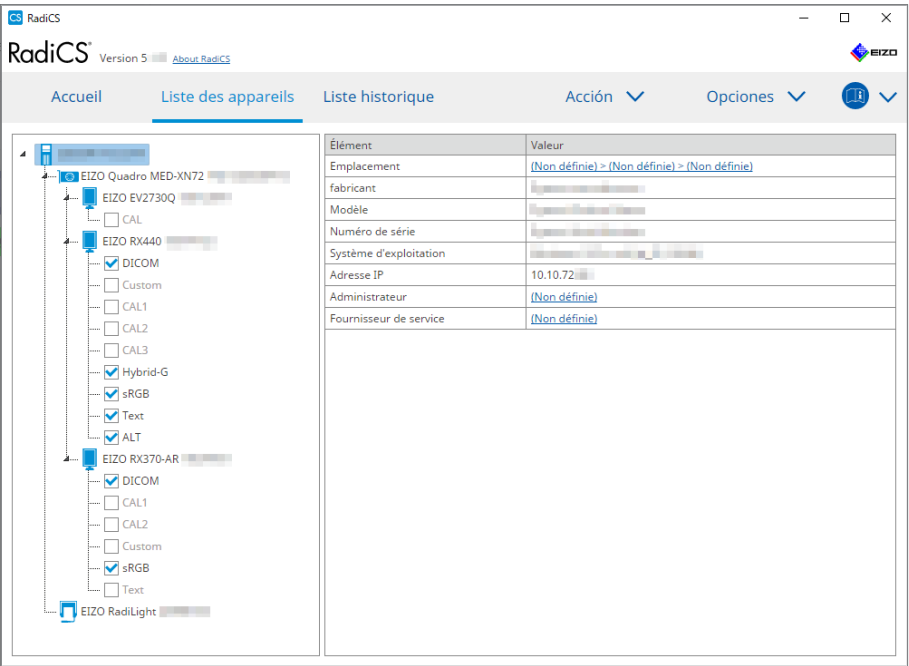 CS RadiCS
RadiCS Version 5 About RadiCS EIZO
Accueil Liste des appareils Liste historique Acción Opciones
EIZO Quadro MED-XN72
EIZO EV2730Q
CAL
EIZO RX440
DICOM
Custom
CAL1
CAL2
CAL3
Hybrid-G
sRGB
Text
ALT
EIZO RX370-AR
DICOM
CAL1
CAL2
Custom
sRGB
Text
EIZO RadiLight
Élément Valeur
Emplacement (Non définie) > (Non définie) > (Non définie)
fabricant
Modèle
Numéro de série
Système d'exploitation
Adresse IP 10.10.72
Administrateur (Non définie)
Fournisseur de service (Non définie)